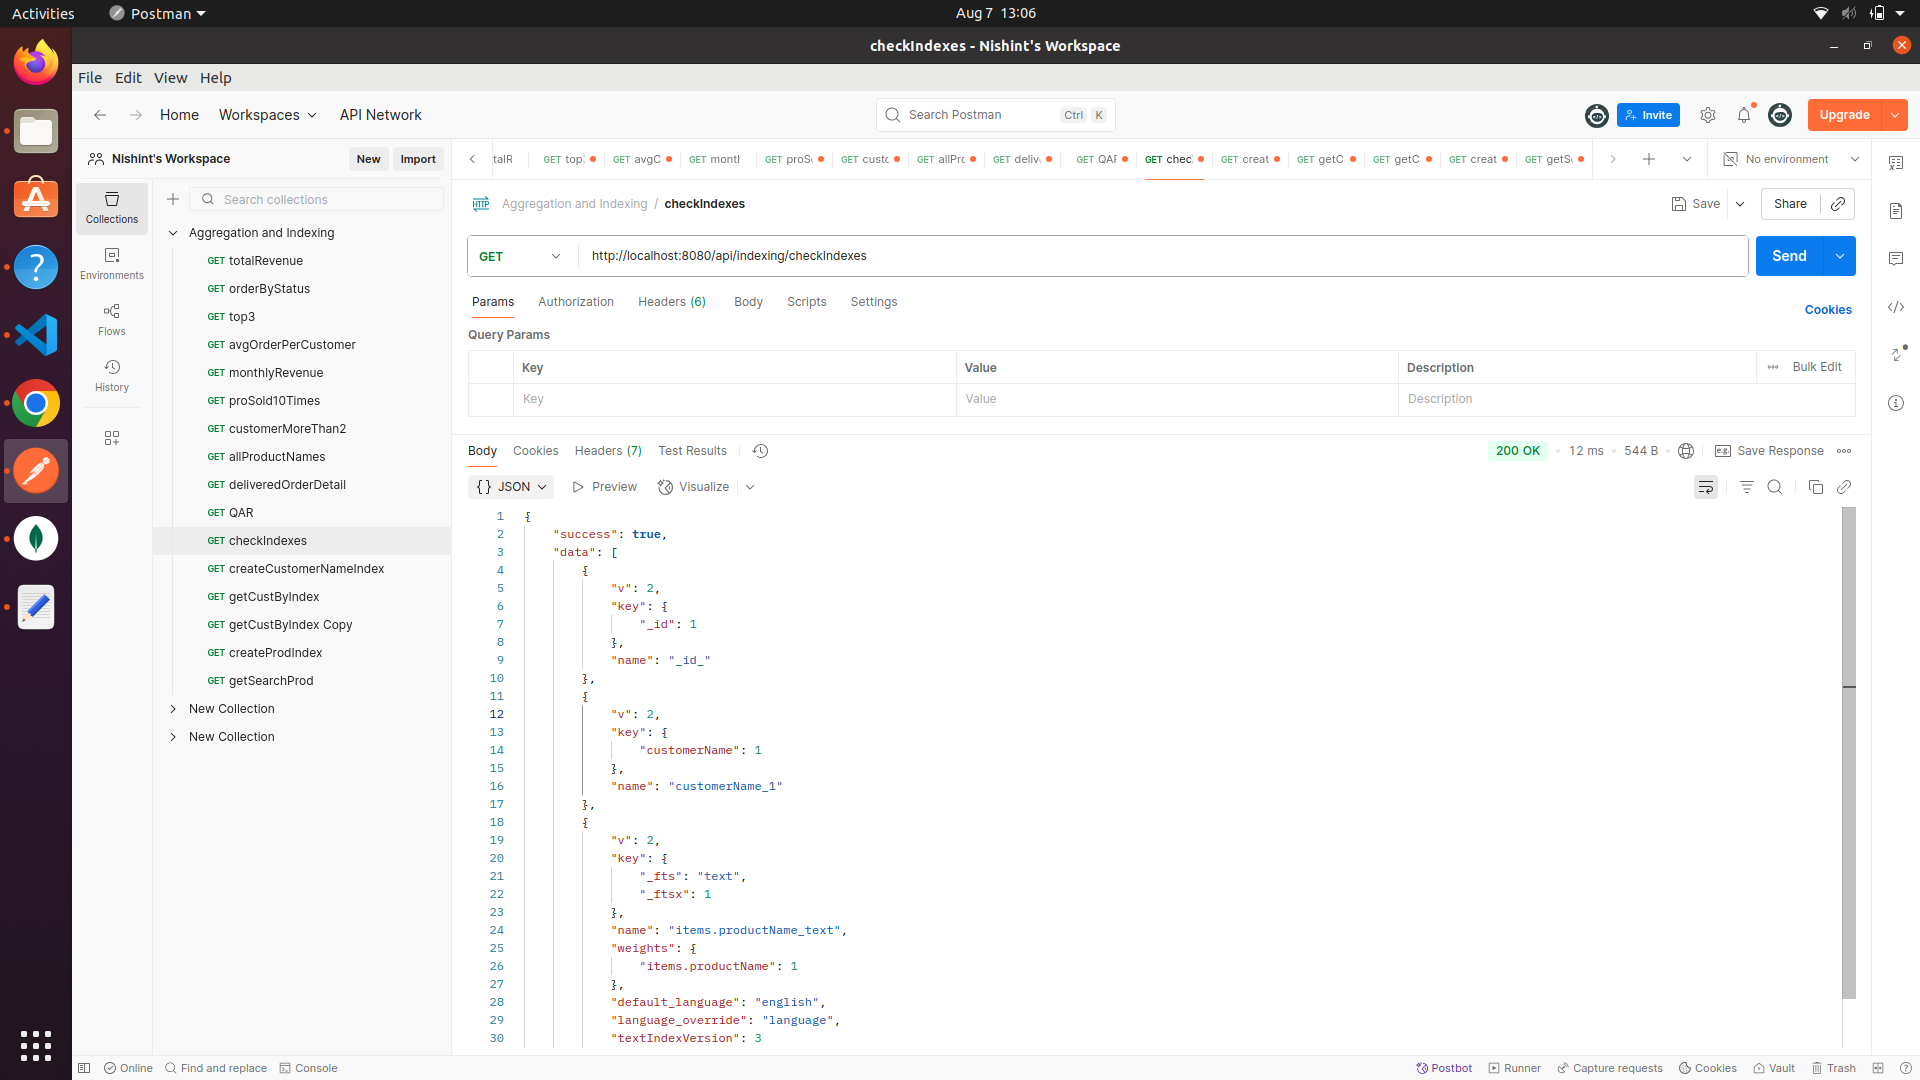 Activities
Postman
Aug 7 13:06
checkIndexes - Nishint's Workspace
File Edit View Help
Home Workspaces API Network
Search Postman Ctrl K
Invite
Upgrade
Nishint's Workspace
New Import
talR
GET top: GET avgC GET month GET proSo GET custo GET allPro GET delive GET QAR GET check GET creat GET getC GET getC GET creat GET getSe
No environment
Collections
Environments
Flows
History
Search collections
Aggregation and Indexing
GET totalRevenue
GET orderByStatus
GET top3
GET avgOrderPerCustomer
GET monthlyRevenue
GET proSold10Times
GET customerMoreThan2
GET allProductNames
GET deliveredOrderDetail
GET QAR
GET checkIndexes
GET createCustomerNameIndex
GET getCustByIndex
GET getCustByIndex Copy
GET createProdIndex
GET getSearchProd
New Collection
New Collection
HTTP Aggregation and Indexing / checkIndexes
Save Share
GET http://localhost:8080/api/indexing/checkIndexes
Send
Params Authorization Headers (6) Body Scripts Settings
Cookies
Query Params
Key Value Description Bulk Edit
Key Value Description
Body Cookies Headers (7) Test Results
200 OK 12 ms 544 B e.g. Save Response
{} JSON Preview Visualize
1 {
2 "success": true,
3 "data": [
4 {
5 "v": 2,
6 "key": {
7 "_id": 1
8 },
9 "name": "_id_"
10 },
11 {
12 "v": 2,
13 "key": {
14 "customerName": 1
15 },
16 "name": "customerName_1"
17 },
18 {
19 "v": 2,
20 "key": {
21 "_fts": "text",
22 "_ftsx": 1
23 },
24 "name": "items.productName_text",
25 "weights": {
26 "items.productName": 1
27 },
28 "default_language": "english",
29 "language_override": "language",
30 "textIndexVersion": 3
Online Find and replace Console
Postbot Runner Capture requests Cookies Vault Trash